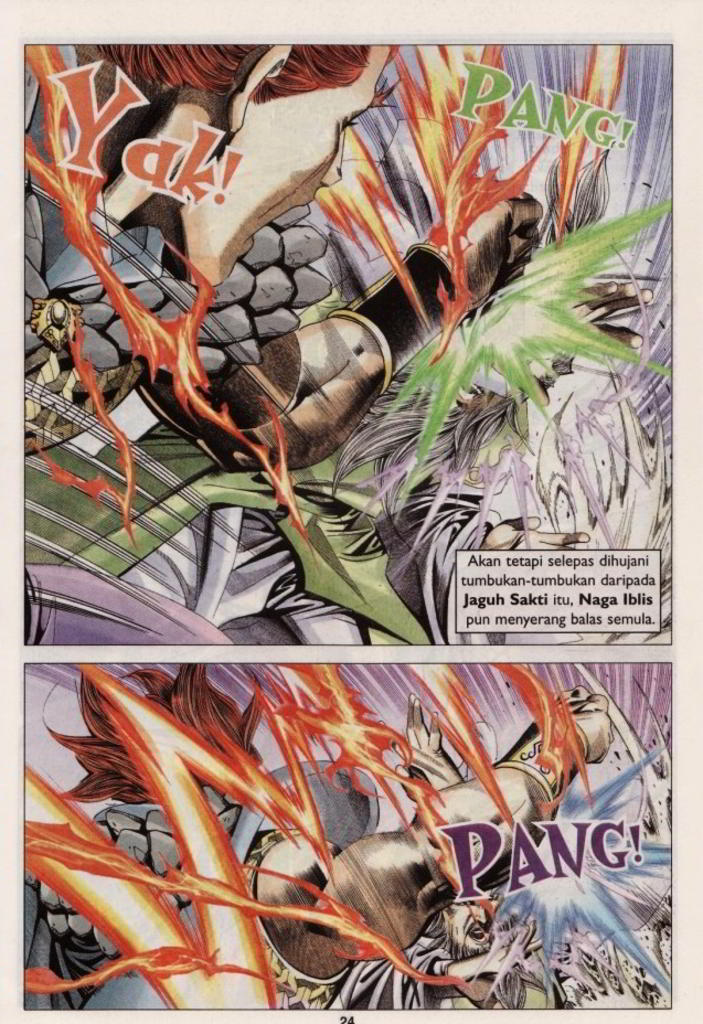 Yak!
PANG!
Akan tetapi selepas dihujani
tumbukan-tumbukan daripada
Jaguh Sakti itu, Naga Iblis
pun menyerang balas semula.
PANG!
24